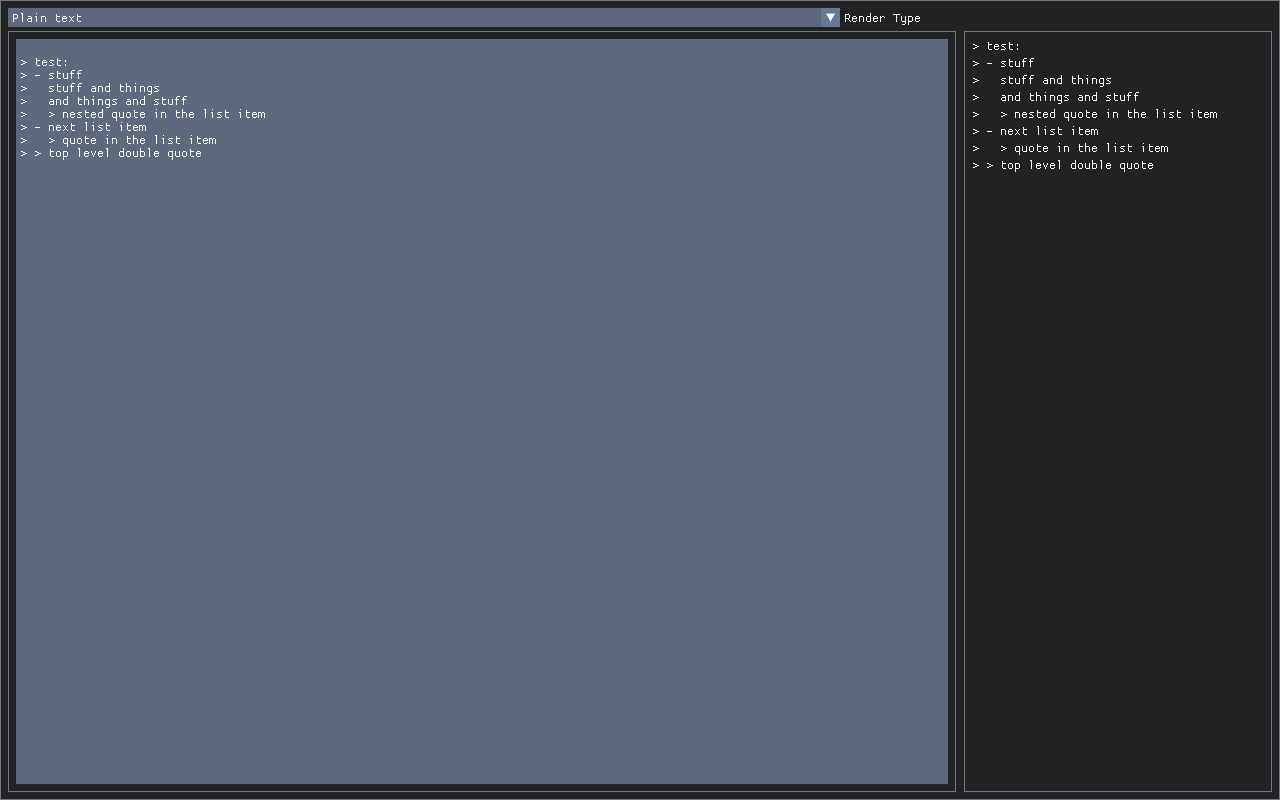 Plain text
Render Type
> test:
> - stuff
>   stuff and things
>   and things and stuff
>   > nested quote in the list item
> - next list item
>   > quote in the list item
> > top level double quote
> test:
> - stuff
>   stuff and things
>   and things and stuff
>   > nested quote in the list item
> - next list item
>   > quote in the list item
> > top level double quote